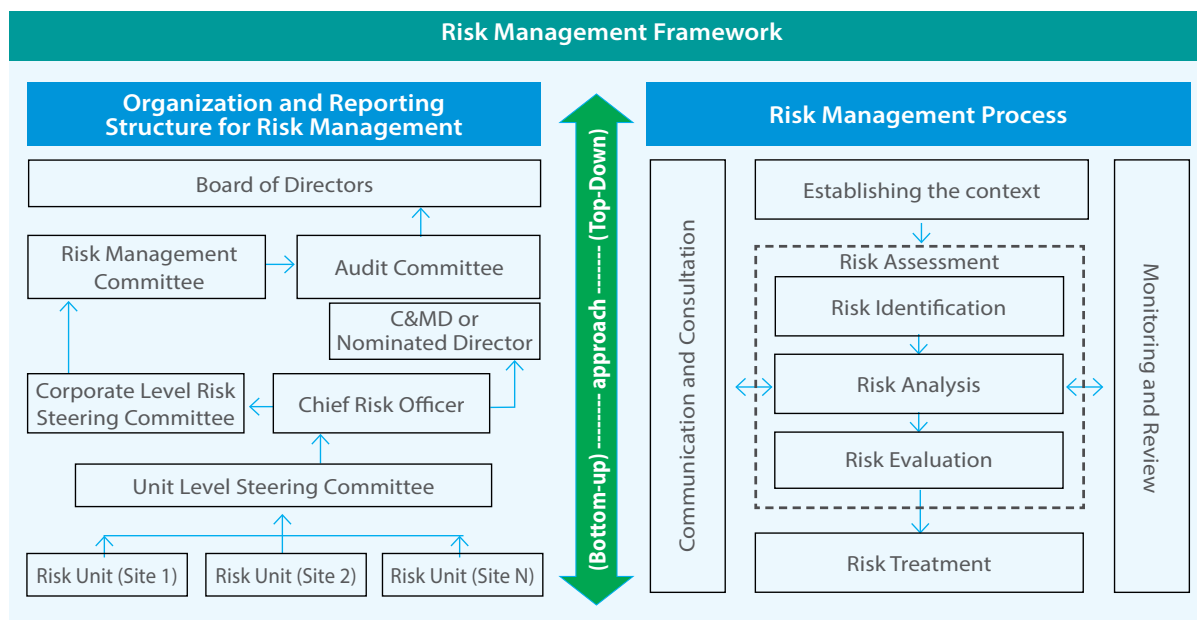 Risk Management Framework
Organization and Reporting
Structure for Risk Management
Board of Directors
Risk Management
Committee
Audit Committee
C&MD or
Nominated Director
Corporate Level Risk
Steering Committee
Chief Risk Officer
Unit Level Steering Committee
Risk Unit (Site 1)
Risk Unit (Site 2)
Risk Unit (Site N)
(Bottom-up) -------- approach ------- (Top-Down)
Risk Management Process
Communication and Consultation
Establishing the context
Risk Assessment
Risk Identification
Risk Analysis
Risk Evaluation
Risk Treatment
Monitoring and Review